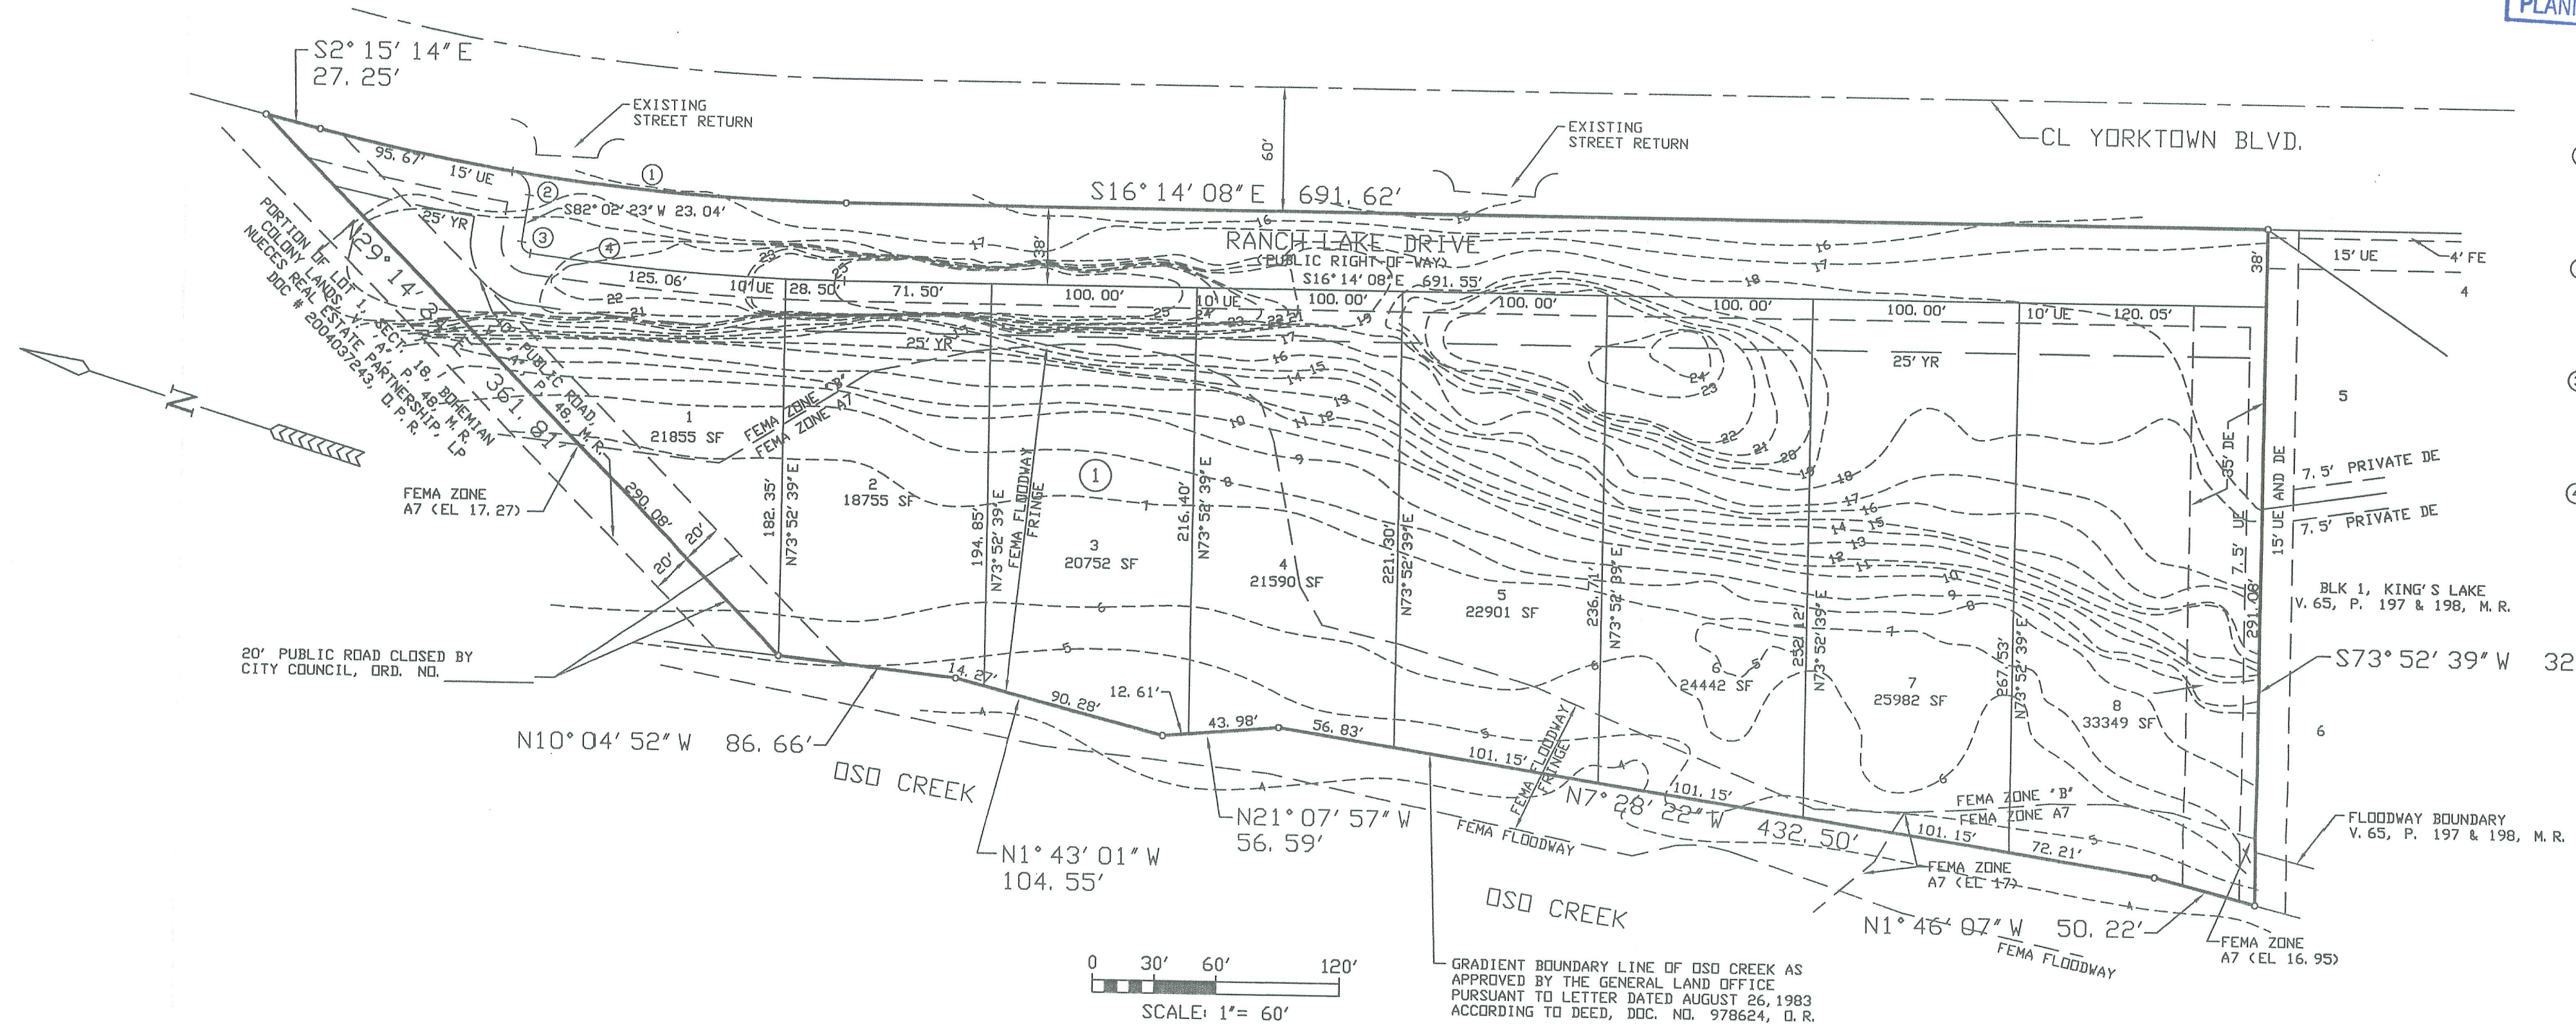 PLANN
S2° 15' 14" E
27. 25'
EXISTING
STREET RETURN
EXISTING
STREET RETURN
60'
CL YORKTOWN BLVD.
95. 67'
15' UE
①
②
S82° 02' 23" W 23. 04'
③
④
S16° 14' 08" E 691. 62'
RANCH LAKE DRIVE
(PUBLIC RIGHT-OF-WAY)
S16° 14' 08" E 691. 55'
38'
38'
15' UE
4' FE
4
25' YR
PORTION OF LOT 1, SECT. 18, BOHEMIAN
COLONY LANDS, V. "A", P. 48, M. R.
NUECES REAL ESTATE PARTNERSHIP, LP
DOC # 2004037243, O. P. R.
361. 81'
40' PUBLIC ROAD,
V. "A", P. 48, M. R.
125. 06'
10' UE
28. 50'
71. 50'
100. 00'
10' UE
100. 00'
100. 00'
100. 00'
100. 00'
10' UE
120. 05'
25' YR
25' YR
N
1
21855 SF
FEMA ZONE "B"
FEMA ZONE A7
FEMA ZONE
A7 (EL 17. 27)
290. 08'
20'
20'
182. 35'
N73° 52' 39" E
2
18755 SF
194. 85'
N73° 52' 39" E
FEMA FLOODWAY
FRINGE
①
3
20752 SF
216. 40'
N73° 52' 39" E
4
21590 SF
221. 30'
N73° 52' 39" E
5
22901 SF
236. 71'
N73° 52' 39" E
6
24442 SF
252. 12'
N73° 52' 39" E
7
25982 SF
267. 53'
N73° 52' 39" E
8
33349 SF
35' DE
7. 5' UE
291. 08'
15' UE AND DE
5
7. 5' PRIVATE DE
7. 5' PRIVATE DE
BLK 1, KING'S LAKE
V. 65, P. 197 & 198, M. R.
S73° 52' 39" W 32
6
20' PUBLIC ROAD CLOSED BY
CITY COUNCIL, ORD. NO.
14. 27'
90. 28'
12. 61'
43. 98'
56. 83'
101. 15'
101. 15'
101. 15'
72. 21'
N10° 04' 52" W 86. 66'
OSO CREEK
N1° 43' 01" W
104. 55'
N21° 07' 57" W
56. 59'
FEMA FLOODWAY
FRINGE
FEMA FLOODWAY
N7° 28' 22" W 432. 50'
FEMA ZONE "B"
FEMA ZONE A7
FEMA ZONE
A7 (EL 17)
FLOODWAY BOUNDARY
V. 65, P. 197 & 198, M. R.
OSO CREEK
N1° 46' 07" W 50. 22'
FEMA FLOODWAY
FEMA ZONE
A7 (EL 16. 95)
0 30' 60' 120'
SCALE: 1"= 60'
GRADIENT BOUNDARY LINE OF OSO CREEK AS
APPROVED BY THE GENERAL LAND OFFICE
PURSUANT TO LETTER DATED AUGUST 26, 1983
ACCORDING TO DEED, DOC. NO. 978624, O. R.